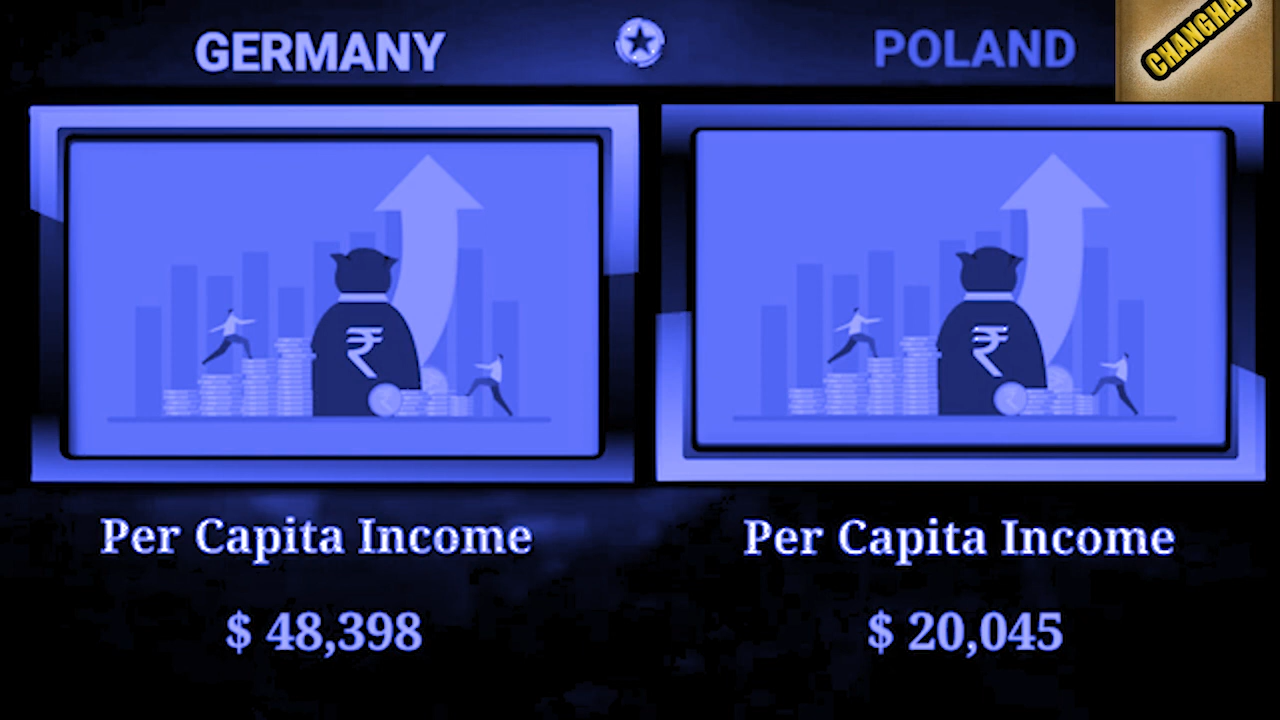 GERMANY
POLAND
CHANGHAI
₹
₹
Per Capita Income
Per Capita Income
$ 48,398
$ 20,045